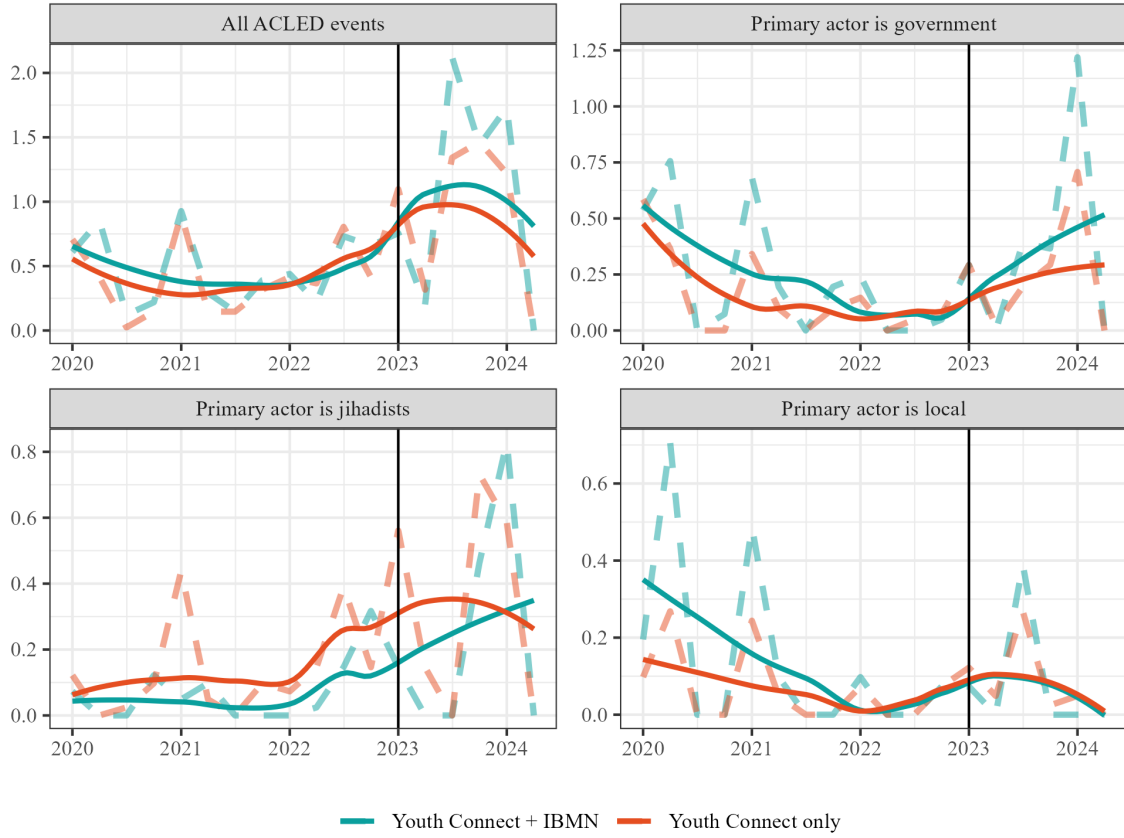 All ACLED events
Primary actor is government
2.0
1.5
1.0
0.5
0.0
1.25
1.00
0.75
0.50
0.25
0.00
2020 2021 2022 2023 2024
2020 2021 2022 2023 2024
Primary actor is jihadists
Primary actor is local
0.8
0.6
0.4
0.2
0.0
0.6
0.4
0.2
0.0
2020 2021 2022 2023 2024
2020 2021 2022 2023 2024
Youth Connect + IBMN Youth Connect only